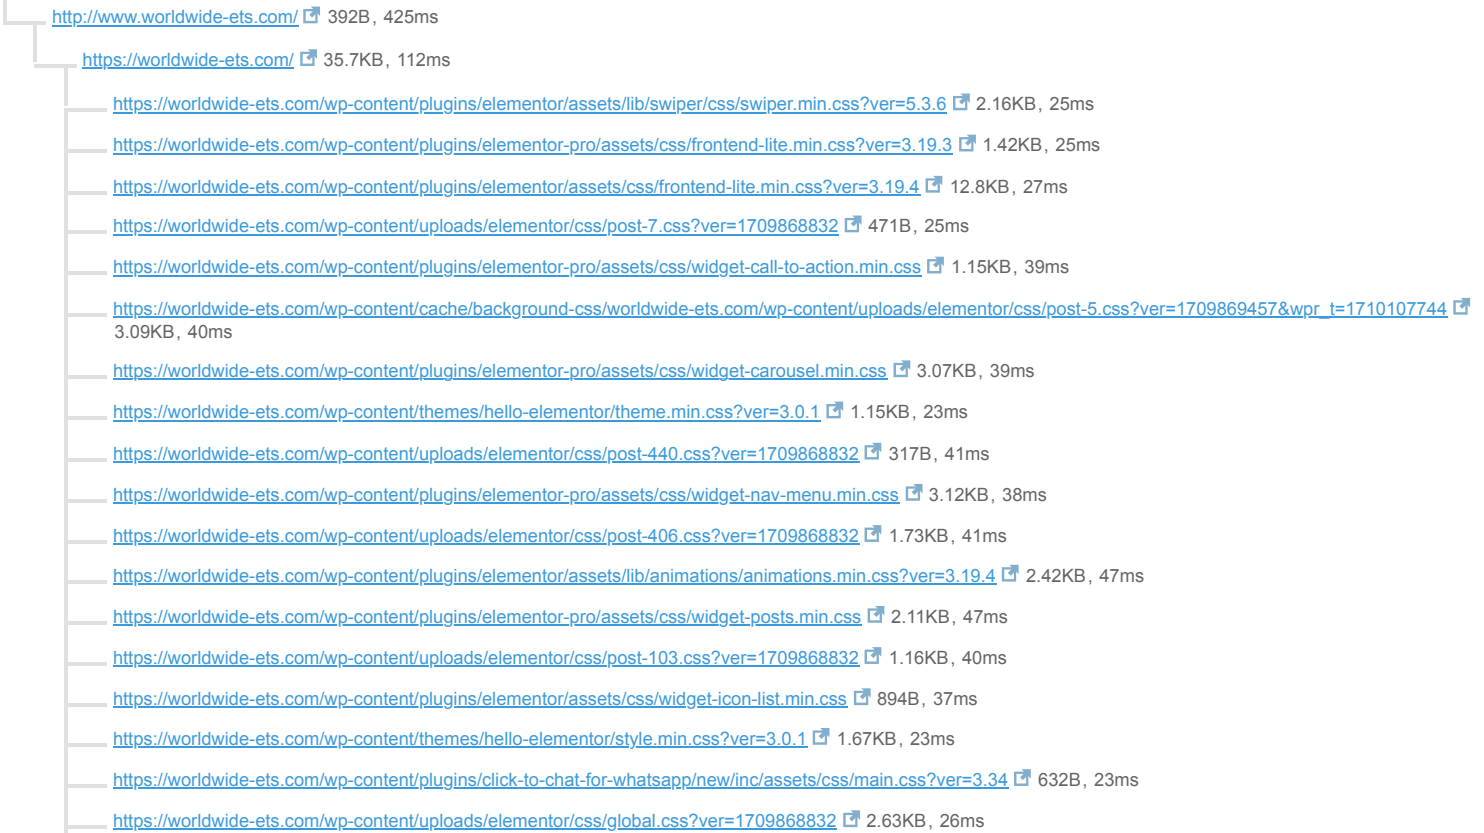 http://www.worldwide-ets.com/ 392B, 425ms
https://worldwide-ets.com/ 35.7KB, 112ms
https://worldwide-ets.com/wp-content/plugins/elementor/assets/lib/swiper/css/swiper.min.css?ver=5.3.6 2.16KB, 25ms
https://worldwide-ets.com/wp-content/plugins/elementor-pro/assets/css/frontend-lite.min.css?ver=3.19.3 1.42KB, 25ms
https://worldwide-ets.com/wp-content/plugins/elementor/assets/css/frontend-lite.min.css?ver=3.19.4 12.8KB, 27ms
https://worldwide-ets.com/wp-content/uploads/elementor/css/post-7.css?ver=1709868832 471B, 25ms
https://worldwide-ets.com/wp-content/plugins/elementor-pro/assets/css/widget-call-to-action.min.css 1.15KB, 39ms
https://worldwide-ets.com/wp-content/cache/background-css/worldwide-ets.com/wp-content/uploads/elementor/css/post-5.css?ver=1709869457&wpr_t=1710107744
3.09KB, 40ms
https://worldwide-ets.com/wp-content/plugins/elementor-pro/assets/css/widget-carousel.min.css 3.07KB, 39ms
https://worldwide-ets.com/wp-content/themes/hello-elementor/theme.min.css?ver=3.0.1 1.15KB, 23ms
https://worldwide-ets.com/wp-content/uploads/elementor/css/post-440.css?ver=1709868832 317B, 41ms
https://worldwide-ets.com/wp-content/plugins/elementor-pro/assets/css/widget-nav-menu.min.css 3.12KB, 38ms
https://worldwide-ets.com/wp-content/uploads/elementor/css/post-406.css?ver=1709868832 1.73KB, 41ms
https://worldwide-ets.com/wp-content/plugins/elementor/assets/lib/animations/animations.min.css?ver=3.19.4 2.42KB, 47ms
https://worldwide-ets.com/wp-content/plugins/elementor-pro/assets/css/widget-posts.min.css 2.11KB, 47ms
https://worldwide-ets.com/wp-content/uploads/elementor/css/post-103.css?ver=1709868832 1.16KB, 40ms
https://worldwide-ets.com/wp-content/plugins/elementor/assets/css/widget-icon-list.min.css 894B, 37ms
https://worldwide-ets.com/wp-content/themes/hello-elementor/style.min.css?ver=3.0.1 1.67KB, 23ms
https://worldwide-ets.com/wp-content/plugins/click-to-chat-for-whatsapp/new/inc/assets/css/main.css?ver=3.34 632B, 23ms
https://worldwide-ets.com/wp-content/uploads/elementor/css/global.css?ver=1709868832 2.63KB, 26ms